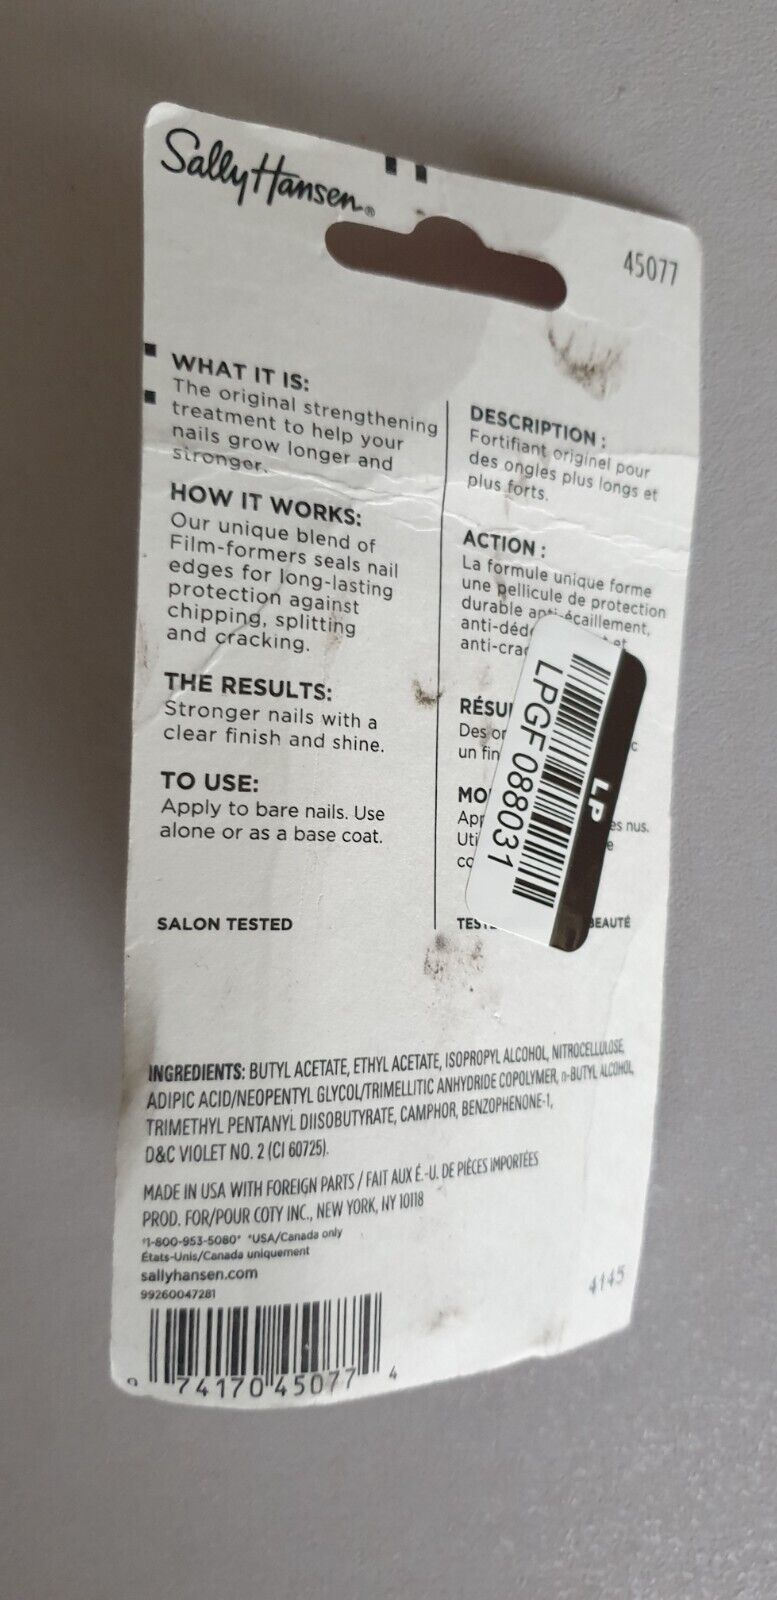 Sally Hansen®
45077
WHAT IT IS:
The original strengthening
treatment to help your
nails grow longer and
stronger.
HOW IT WORKS:
Our unique blend of
Film-formers seals nail
edges for long-lasting
protection against
chipping, splitting
and cracking.
THE RESULTS:
Stronger nails with a
clear finish and shine.
TO USE:
Apply to bare nails. Use
alone or as a base coat.
SALON TESTED
DESCRIPTION :
Fortifiant originel pour
des ongles plus longs et
plus forts.
ACTION :
La formule unique forme
une pellicule de protection
durable écaillement,
et
Des
un
es nus.
BEAUTÉ
LP
LPGF 088031
INGREDIENTS: BUTYL ACETATE, ETHYL ACETATE, ISOPROPYL ALCOHOL, NITROCELLULOSE,
ADIPIC ACID/NEOPENTYL GLYCOL/TRIMELLITIC ANHYDRIDE COPOLYMER, n-BUTYL ALCOHOL,
TRIMETHYL PENTANYL DIISOBUTYRATE, CAMPHOR, BENZOPHENONE-1,
D&C VIOLET NO. 2 (CI 60725).
MADE IN USA WITH FOREIGN PARTS / FAIT AUX É.-U. DE PIÈCES IMPORTÉES
PROD. FOR/POUR COTY INC., NEW YORK, NY 10118
*1-800-953-5080* *USA/Canada only
États-Unis/Canada uniquement
sallyhansen.com
99260047281
4145
0 74170 45077 4